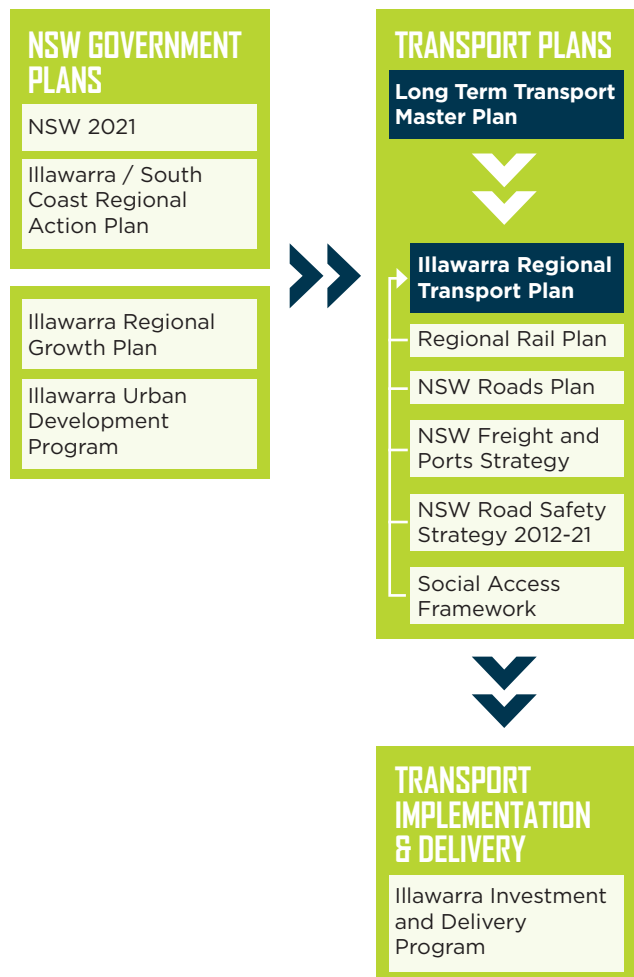 NSW GOVERNMENT
PLANS
NSW 2021
Illawarra / South
Coast Regional
Action Plan
Illawarra Regional
Growth Plan
Illawarra Urban
Development
Program
TRANSPORT PLANS
Long Term Transport
Master Plan
Illawarra Regional
Transport Plan
Regional Rail Plan
NSW Roads Plan
NSW Freight and
Ports Strategy
NSW Road Safety
Strategy 2012-21
Social Access
Framework
TRANSPORT
IMPLEMENTATION
& DELIVERY
Illawarra Investment
and Delivery
Program